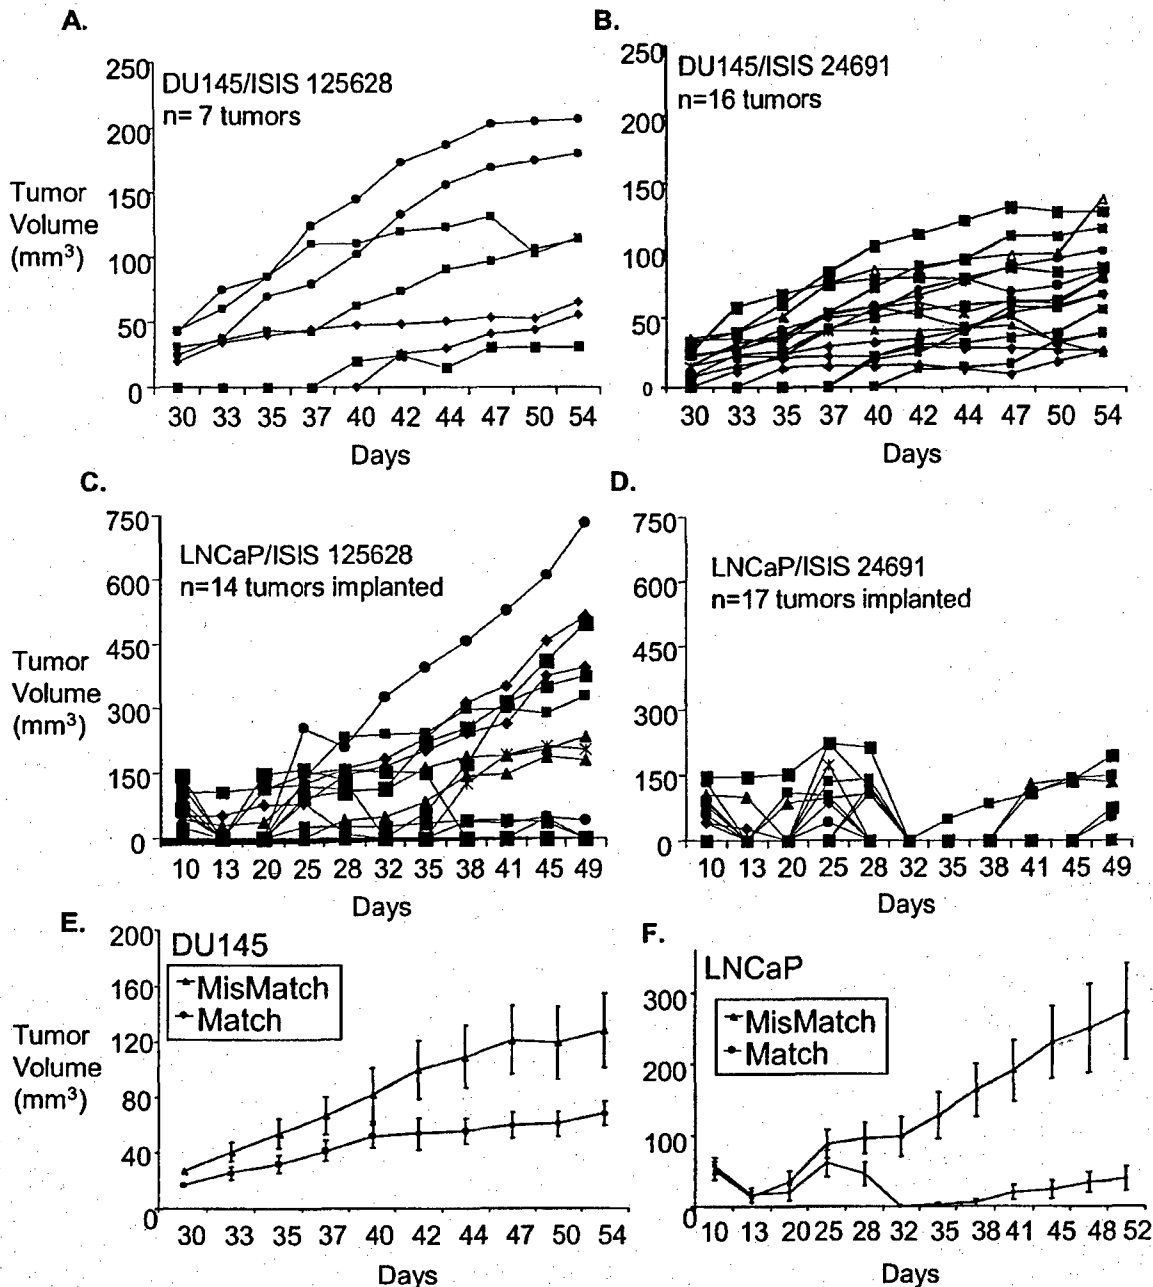 A.
DU145/ISIS 125628
n= 7 tumors
Tumor
Volume
(mm³)
250
200
150
100
50
0
30 33 35 37 40 42 44 47 50 54
Days
B.
DU145/ISIS 24691
n=16 tumors
250
200
150
100
50
0
30 33 35 37 40 42 44 47 50 54
Days
C.
LNCaP/ISIS 125628
n=14 tumors implanted
Tumor
Volume
(mm³)
750
600
450
300
150
0
10 13 20 25 28 32 35 38 41 45 49
Days
D.
LNCaP/ISIS 24691
n=17 tumors implanted
750
600
450
300
150
0
10 13 20 25 28 32 35 38 41 45 49
Days
E.
DU145
MisMatch
Match
Tumor
Volume
(mm³)
200
160
120
80
40
0
30 33 35 37 40 42 44 47 50 54
Days
F.
LNCaP
MisMatch
Match
300
200
100
0
10 13 20 25 28 32 35 38 41 45 48 52
Days